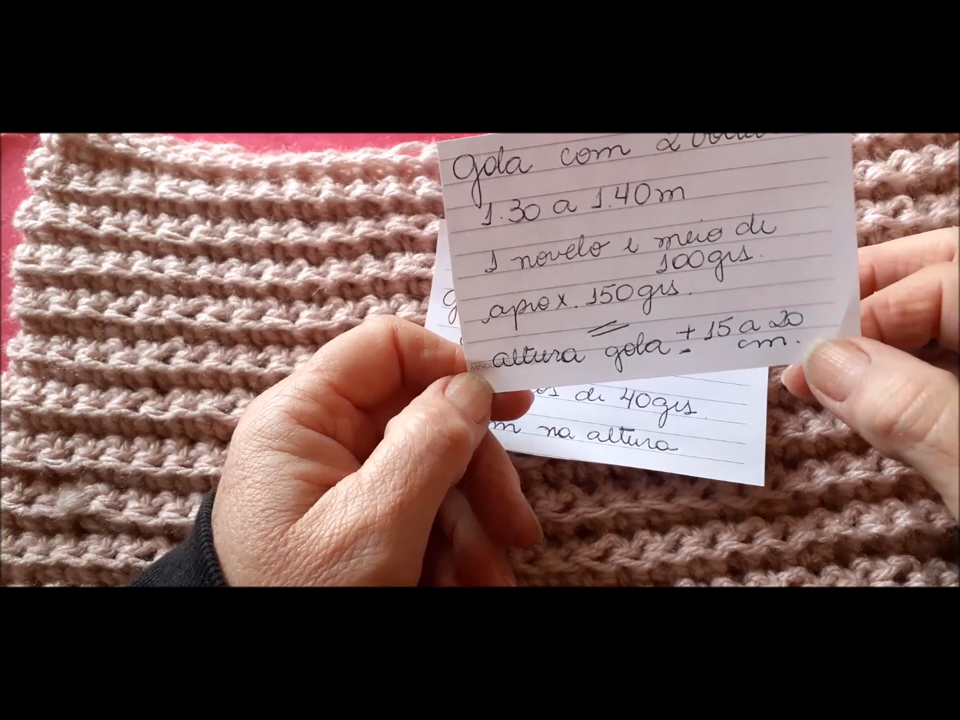 gola com 2
1.30 a 1.40m
1 novelo e meio de
100grs.
aprox. 150grs.
altura gola ± 15 a 20
cm.
de 40grs.
na altura